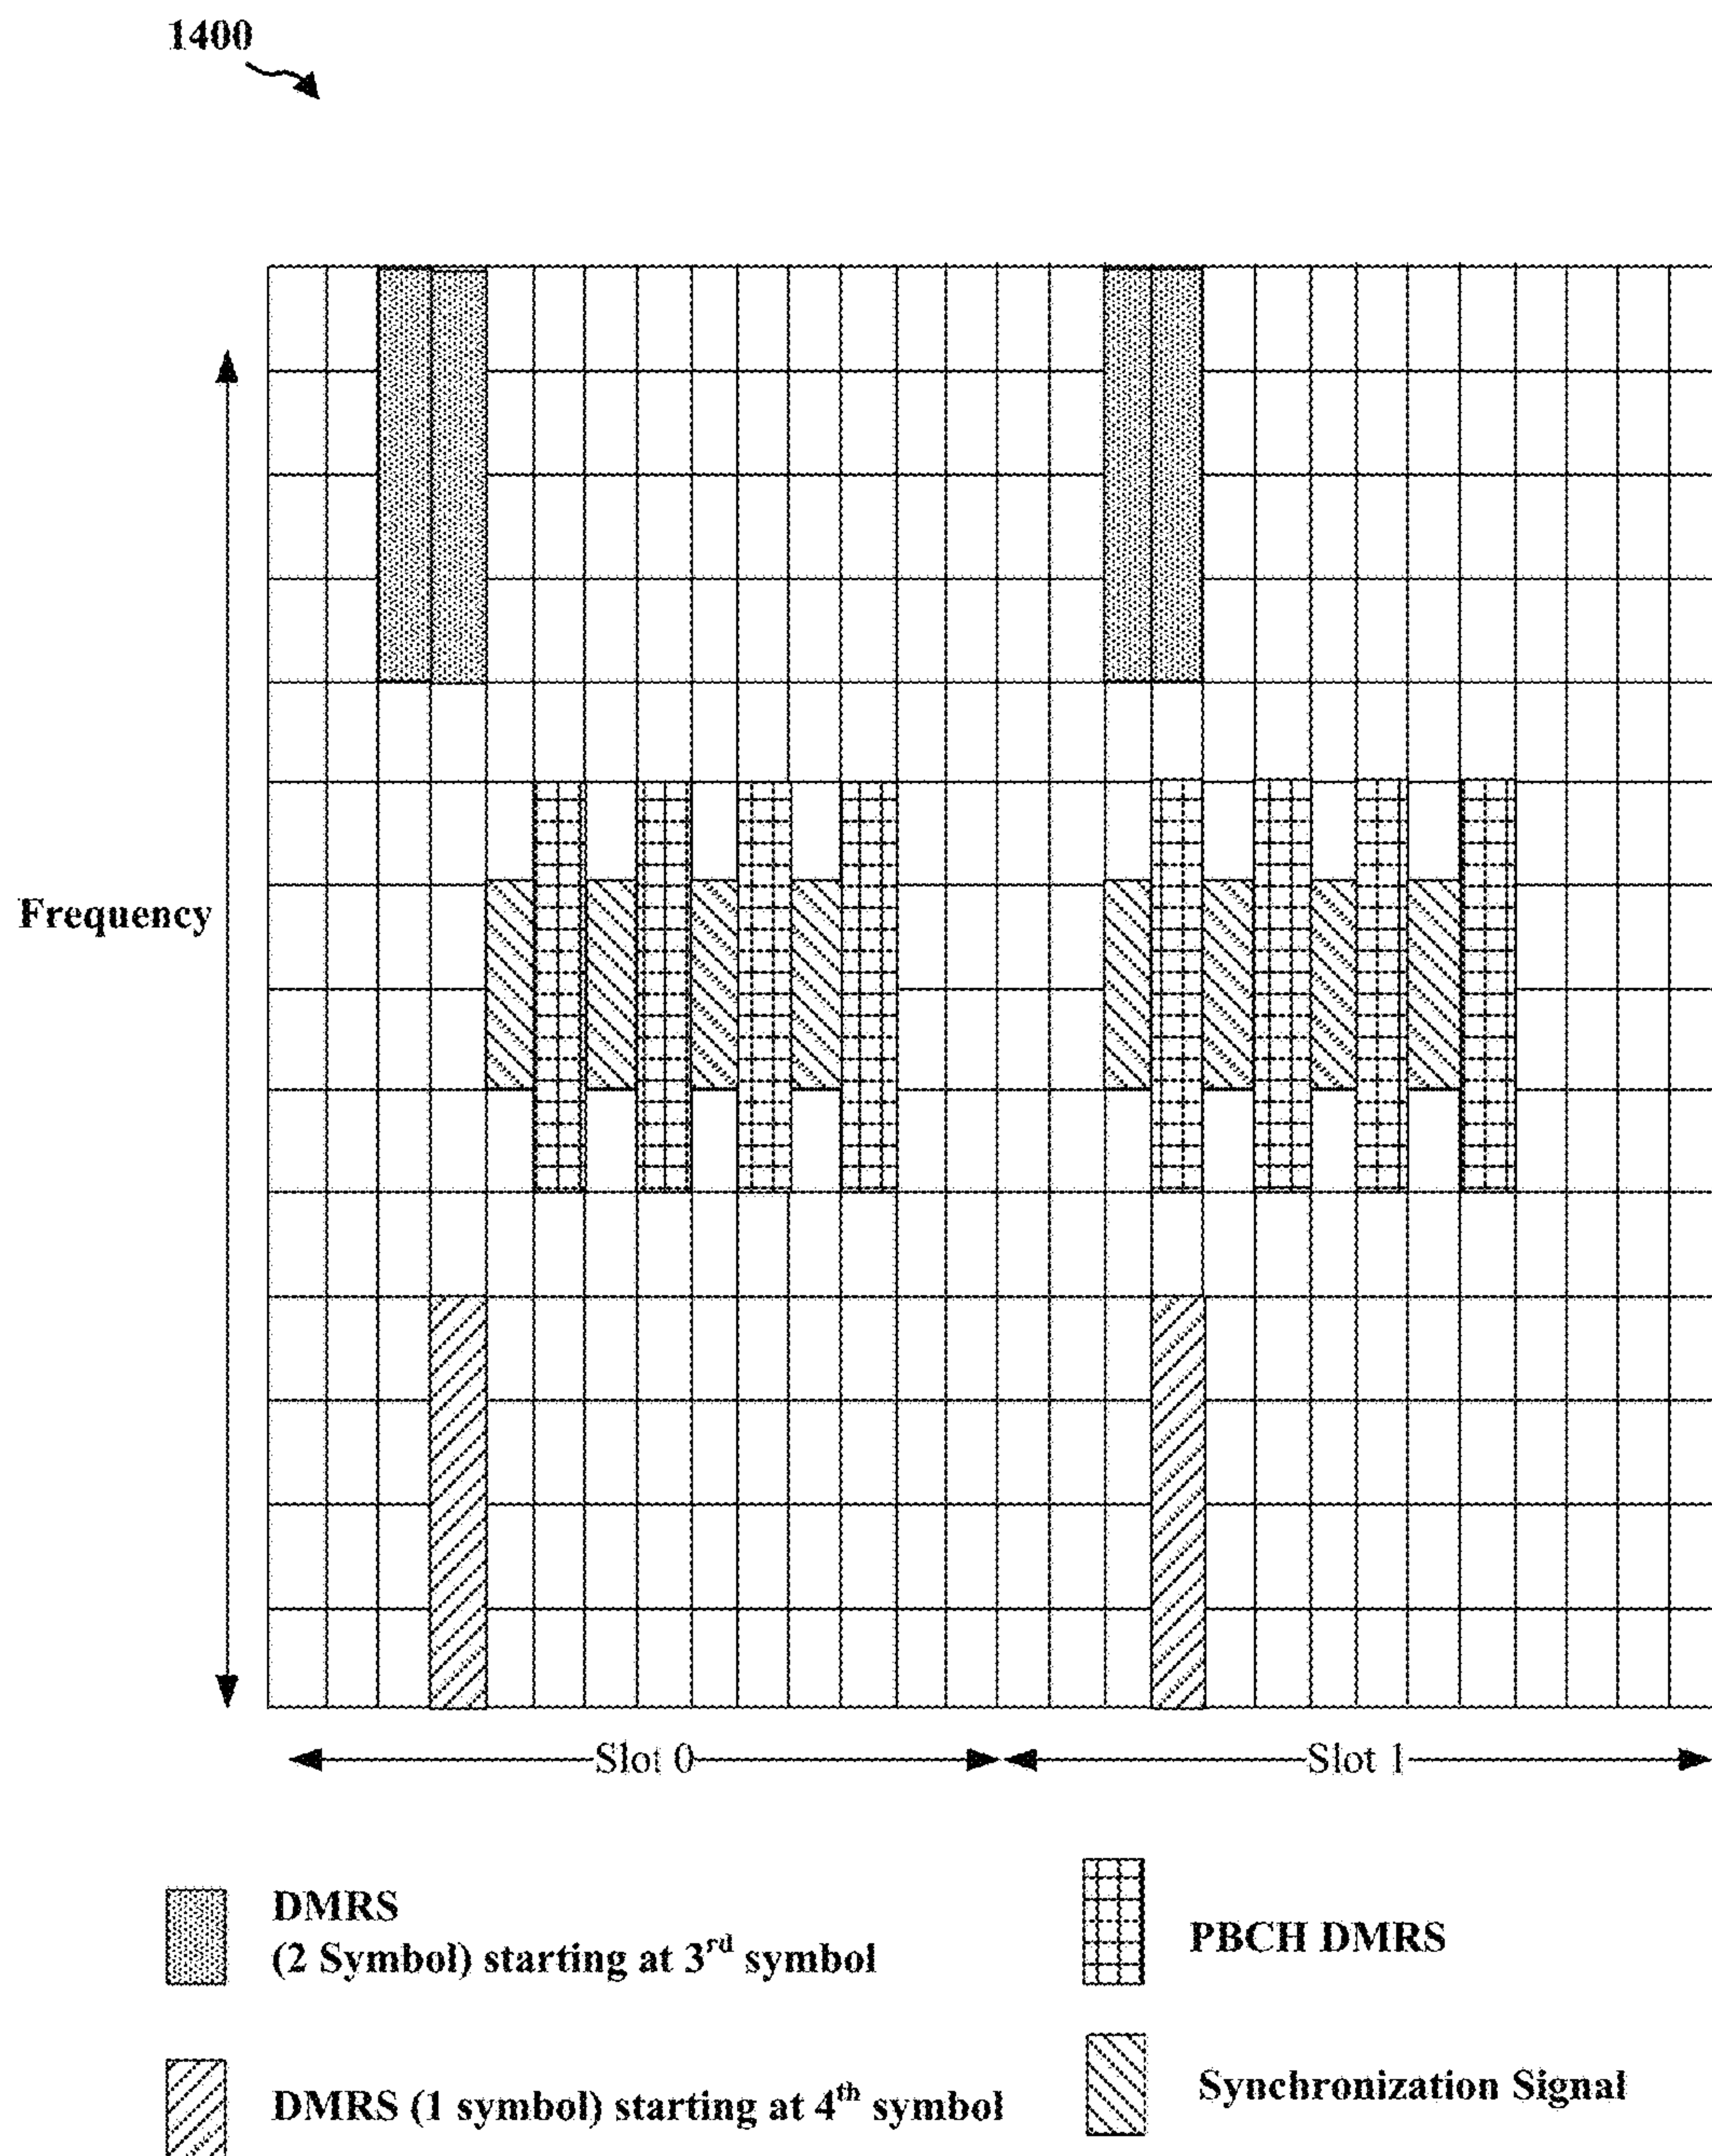 1400
Frequency
Slot 0
Slot 1
DMRS
(2 Symbol) starting at 3rd symbol
PBCH DMRS
DMRS (1 symbol) starting at 4th symbol
Synchronization Signal